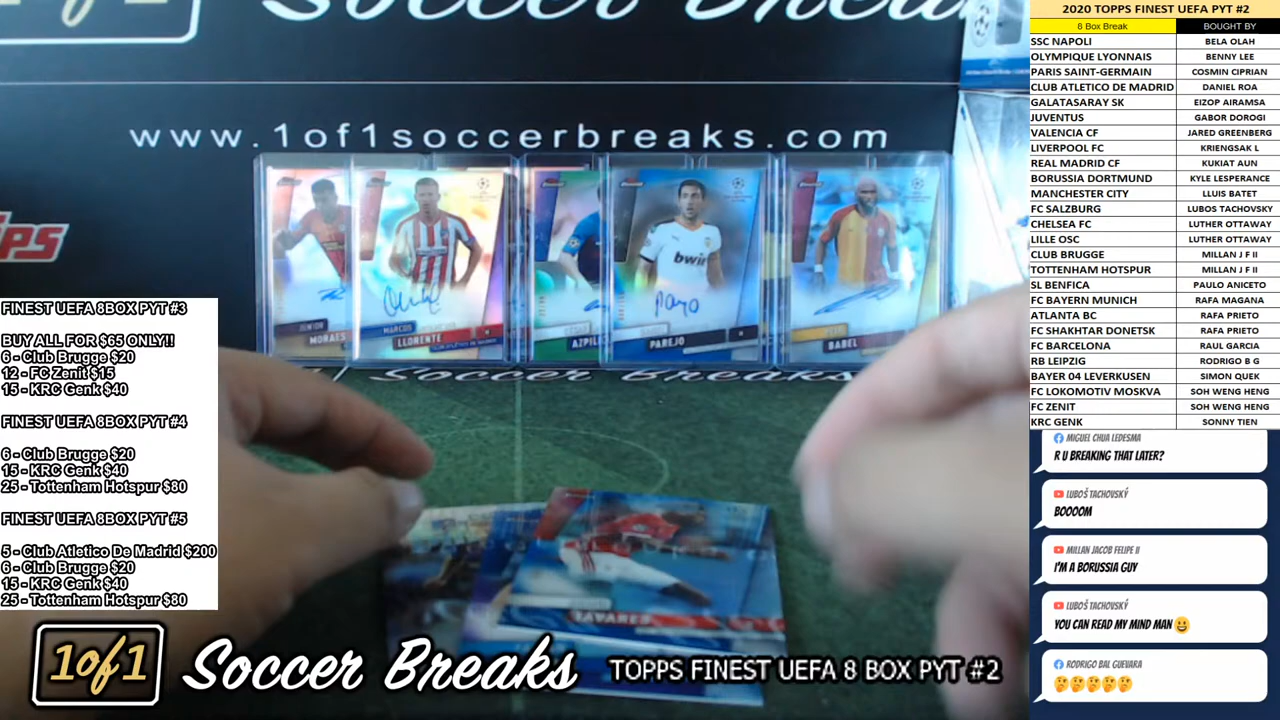 1of1 Soccer Breaks
www.1of1soccerbreaks.com
MORAES
MARCOS
LLORENTE
AZPILI
bwin
PAREJO
BABEL
TAVARES
FINEST UEFA 8BOX PYT #3
BUY ALL FOR $65 ONLY!!
6 - Club Brugge $20
12 - FC Zenit $15
15 - KRC Genk $40
FINEST UEFA 8BOX PYT #4
6 - Club Brugge $20
15 - KRC Genk $40
25 - Tottenham Hotspur $80
FINEST UEFA 8BOX PYT #5
5 - Club Atletico De Madrid $200
6 - Club Brugge $20
15 - KRC Genk $40
25 - Tottenham Hotspur $80
1of1 Soccer Breaks TOPPS FINEST UEFA 8 BOX PYT #2
2020 TOPPS FINEST UEFA PYT #2
8 Box Break BOUGHT BY
SSC NAPOLI BELA OLAH
OLYMPIQUE LYONNAIS BENNY LEE
PARIS SAINT-GERMAIN COSMIN CIPRIAN
CLUB ATLETICO DE MADRID DANIEL ROA
GALATASARAY SK EIZOP AIRAMSA
JUVENTUS GABOR DOROGI
VALENCIA CF JARED GREENBERG
LIVERPOOL FC KRIENGSAK L
REAL MADRID CF KUKIAT AUN
BORUSSIA DORTMUND KYLE LESPERANCE
MANCHESTER CITY LLUIS BATET
FC SALZBURG LUBOS TACHOVSKY
CHELSEA FC LUTHER OTTAWAY
LILLE OSC LUTHER OTTAWAY
CLUB BRUGGE MILLAN J F II
TOTTENHAM HOTSPUR MILLAN J F II
SL BENFICA PAULO ANICETO
FC BAYERN MUNICH RAFA MAGANA
ATLANTA BC RAFA PRIETO
FC SHAKHTAR DONETSK RAFA PRIETO
FC BARCELONA RAUL GARCIA
RB LEIPZIG RODRIGO B G
BAYER 04 LEVERKUSEN SIMON QUEK
FC LOKOMOTIV MOSKVA SOH WENG HENG
FC ZENIT SOH WENG HENG
KRC GENK SONNY TIEN
MIGUEL CHUA LEDESMA
R U BREAKING THAT LATER?
LUBOŠ TACHOVSKÝ
BOOOOM
MILLAN JACOB FELIPE II
I'M A BORUSSIA GUY
LUBOŠ TACHOVSKÝ
YOU CAN READ MY MIND MAN😀
RODRIGO BAL GUEVARA
🤔🤔🤔🤔🤔